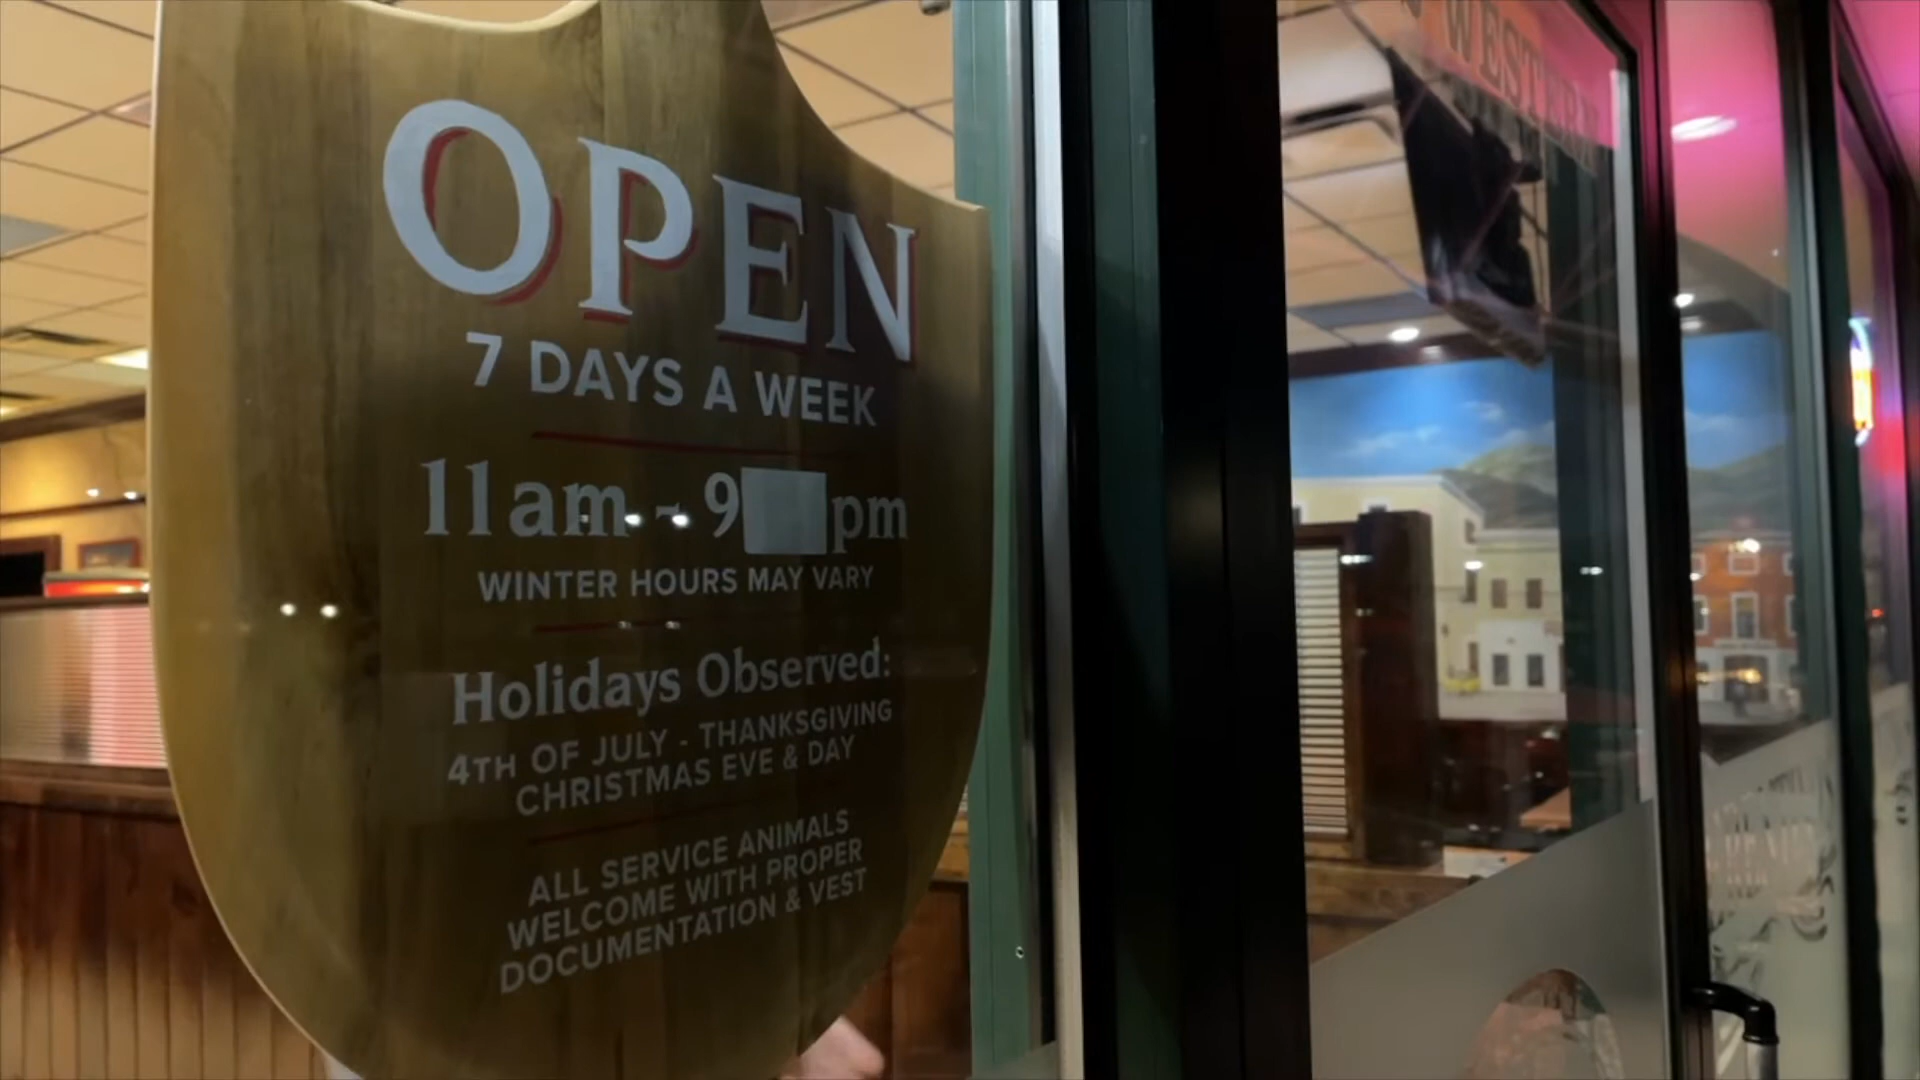 OPEN
7 DAYS A WEEK
11am - 9 pm
WINTER HOURS MAY VARY
Holidays Observed:
4TH OF JULY - THANKSGIVING
CHRISTMAS EVE & DAY
ALL SERVICE ANIMALS
WELCOME WITH PROPER
DOCUMENTATION & VEST
WESTERN